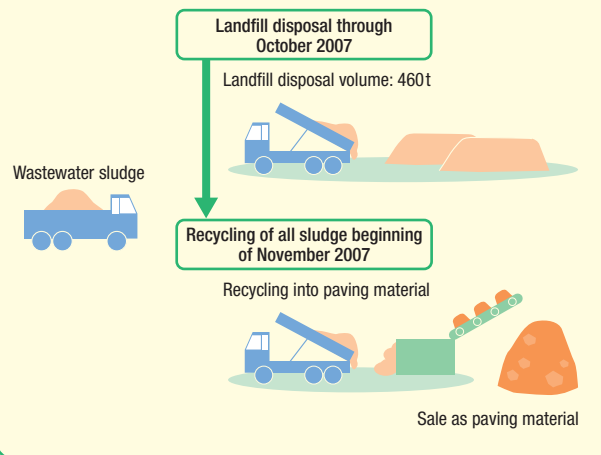 Landfill disposal through
October 2007
Landfill disposal volume: 460t
Wastewater sludge
Recycling of all sludge beginning
of November 2007
Recycling into paving material
Sale as paving material